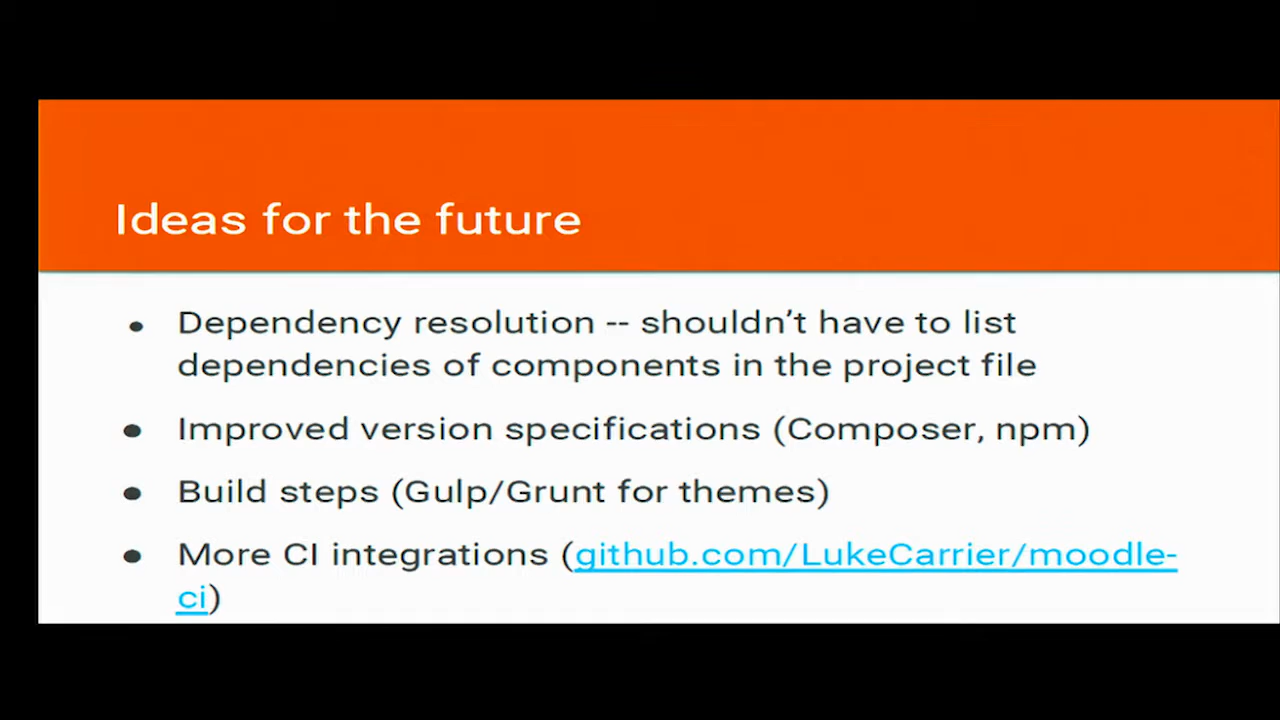 Ideas for the future
● Dependency resolution -- shouldn't have to list
dependencies of components in the project file
● Improved version specifications (Composer, npm)
● Build steps (Gulp/Grunt for themes)
● More CI integrations (github.com/LukeCarrier/moodle-
ci)